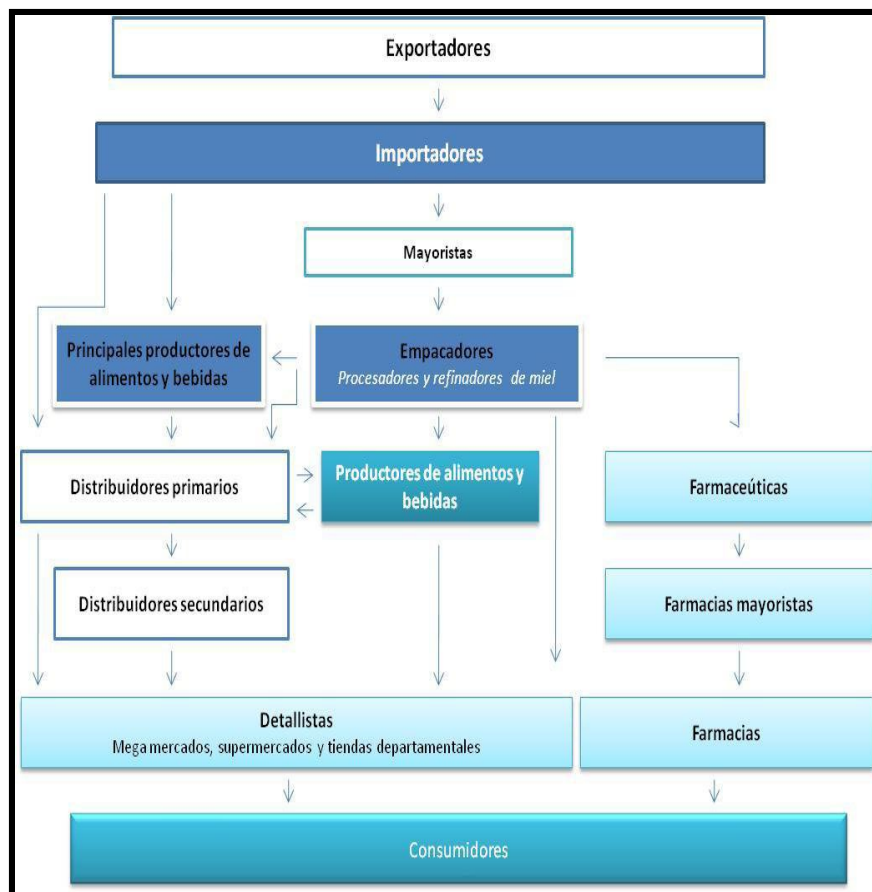 Exportadores
Importadores
Mayoristas
Principales productores de
alimentos y bebidas
Empacadores
Procesadores y refinadores de miel
Distribuidores primarios
Productores de alimentos y
bebidas
Farmaceúticas
Distribuidores secundarios
Farmacias mayoristas
Detallistas
Mega mercados, supermercados y tiendas departamentales
Farmacias
Consumidores